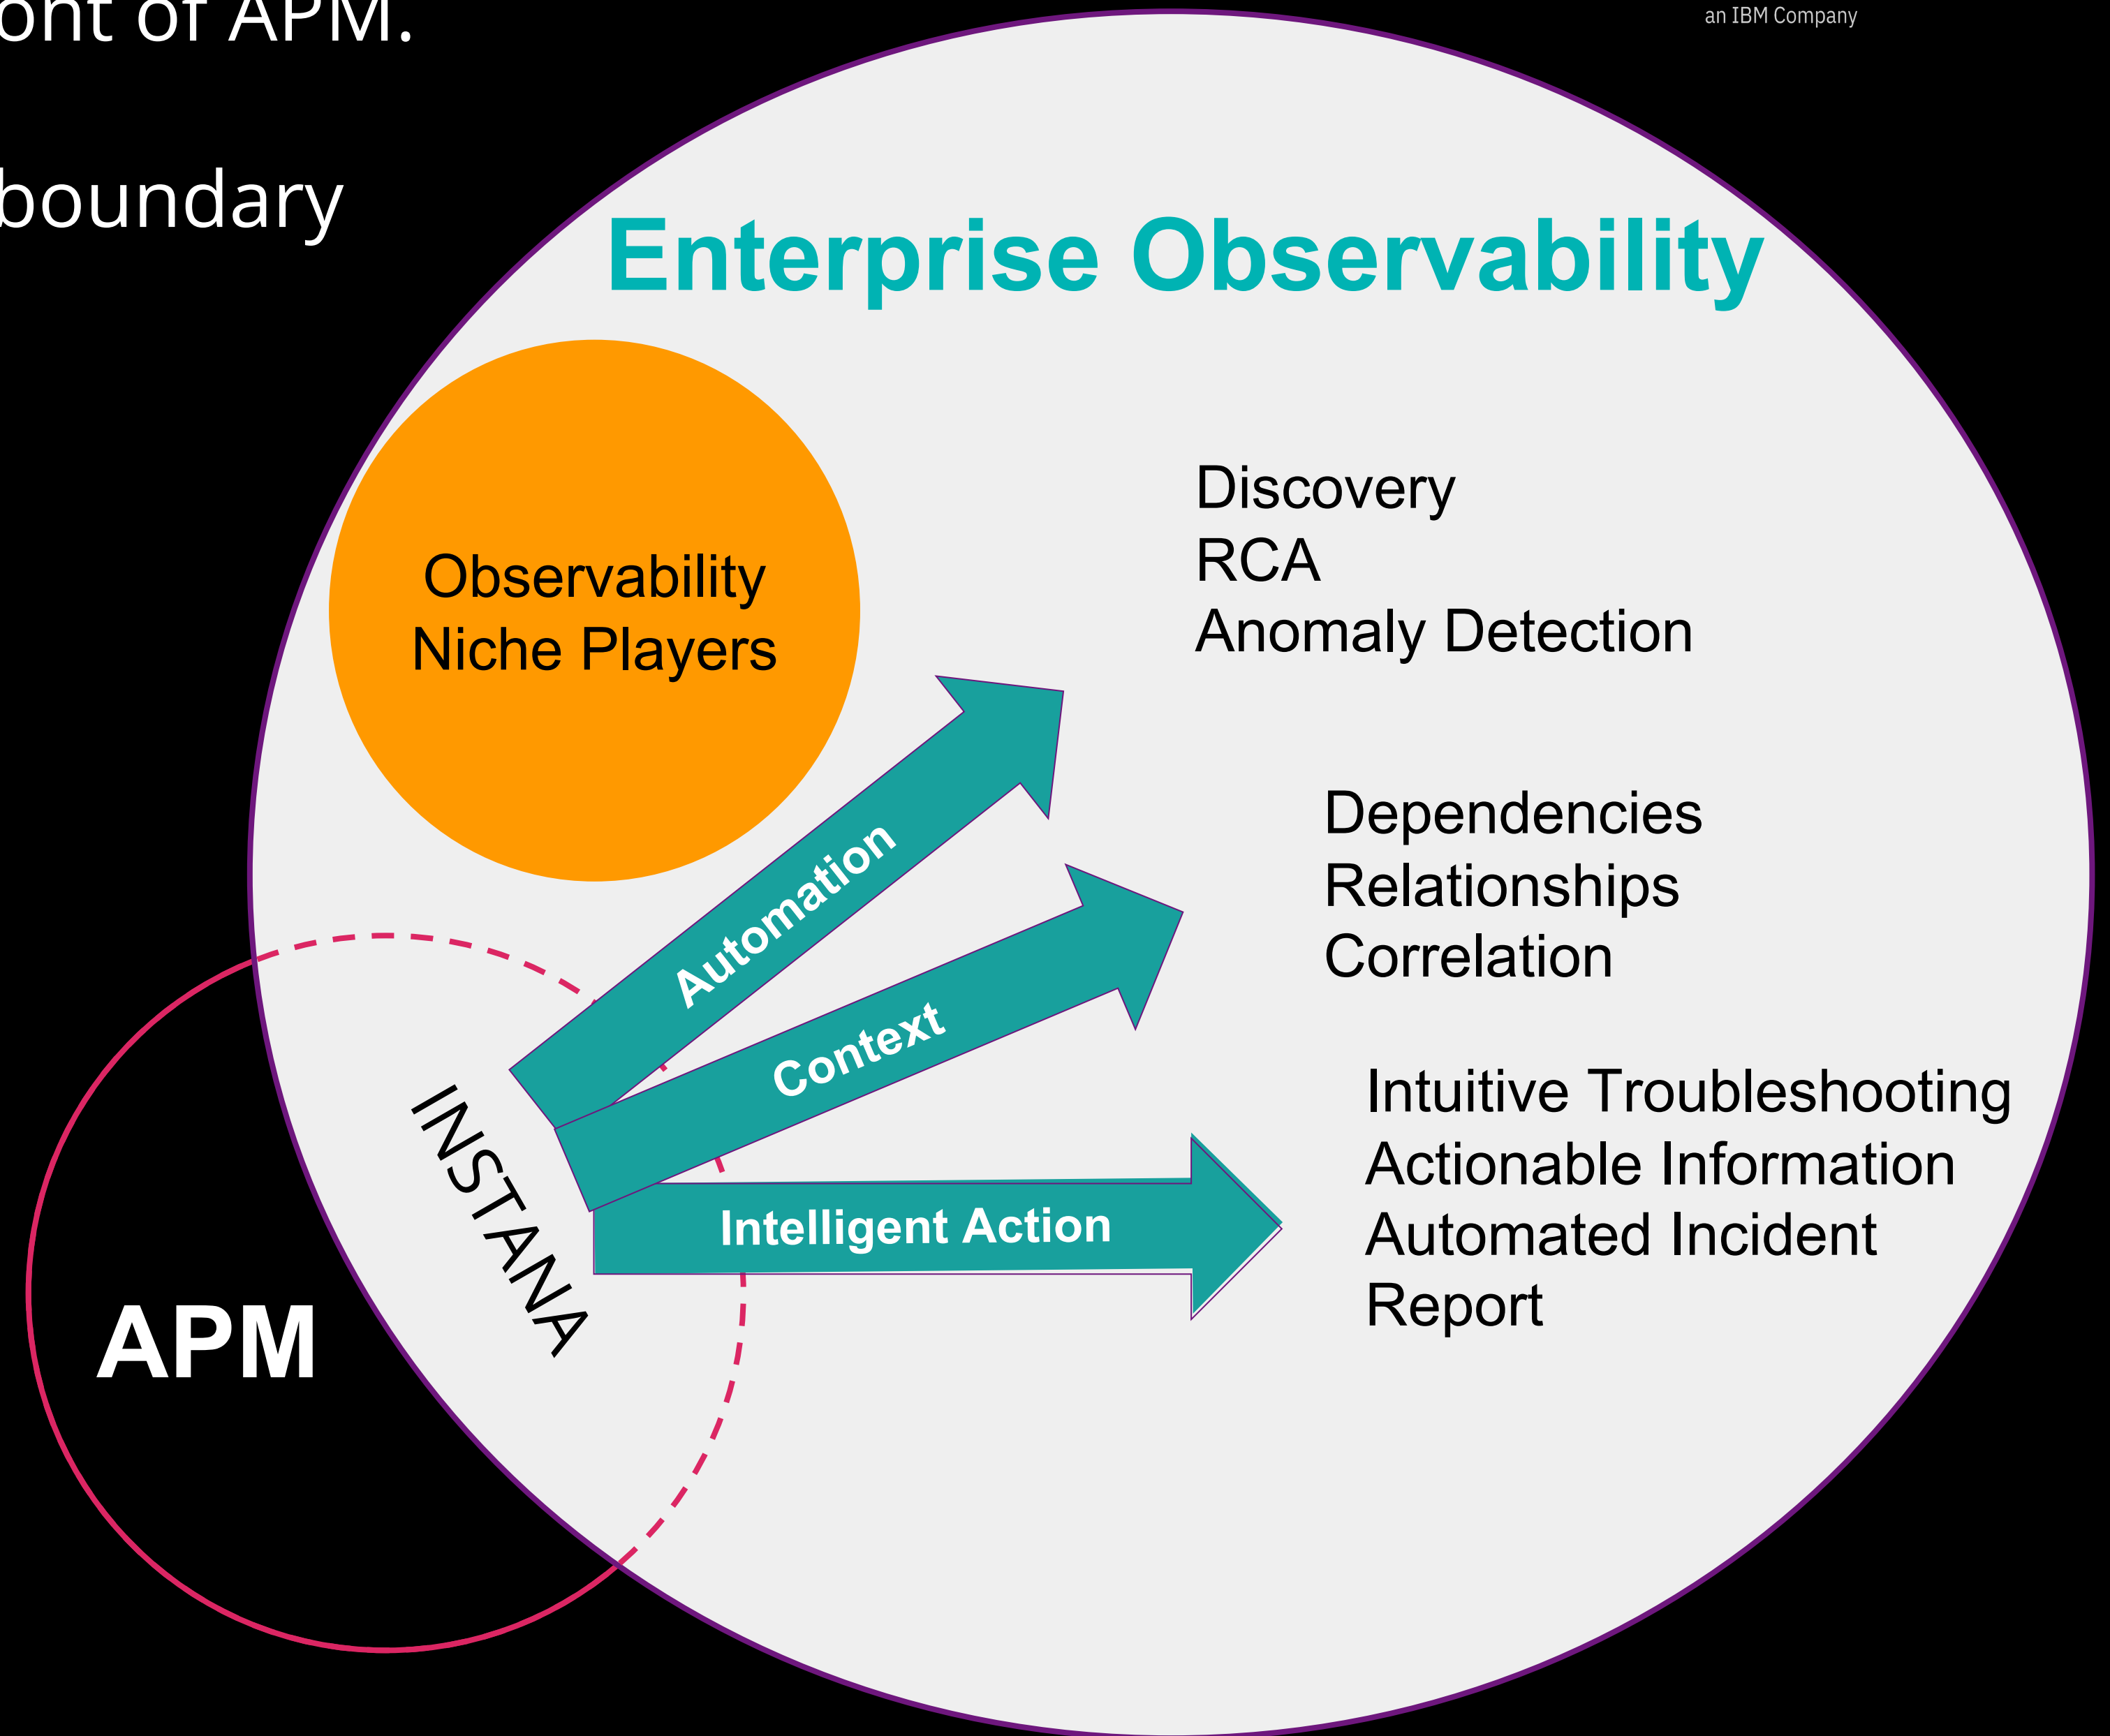 ont of APM.
an IBM Company
boundary
Enterprise Observability
Observability
Niche Players
Discovery
RCA
Anomaly Detection
Automation
Dependencies
Relationships
Correlation
Context
Intuitive Troubleshooting
Actionable Information
Automated Incident
Report
Intelligent Action
IINSTANA
APM